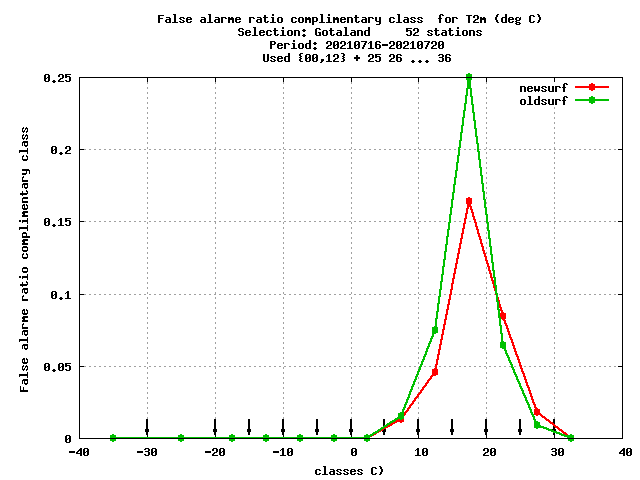 False alarme ratio complimentary class  for T2m (deg C)
Selection: Gotaland     52 stations
Period: 20210716-20210720
Used {00,12} + 25 26 ... 36
newsurf
oldsurf
False alarme ratio complimentary class
0.25
0.2
0.15
0.1
0.05
0
-40 -30 -20 -10 0 10 20 30 40
classes C)